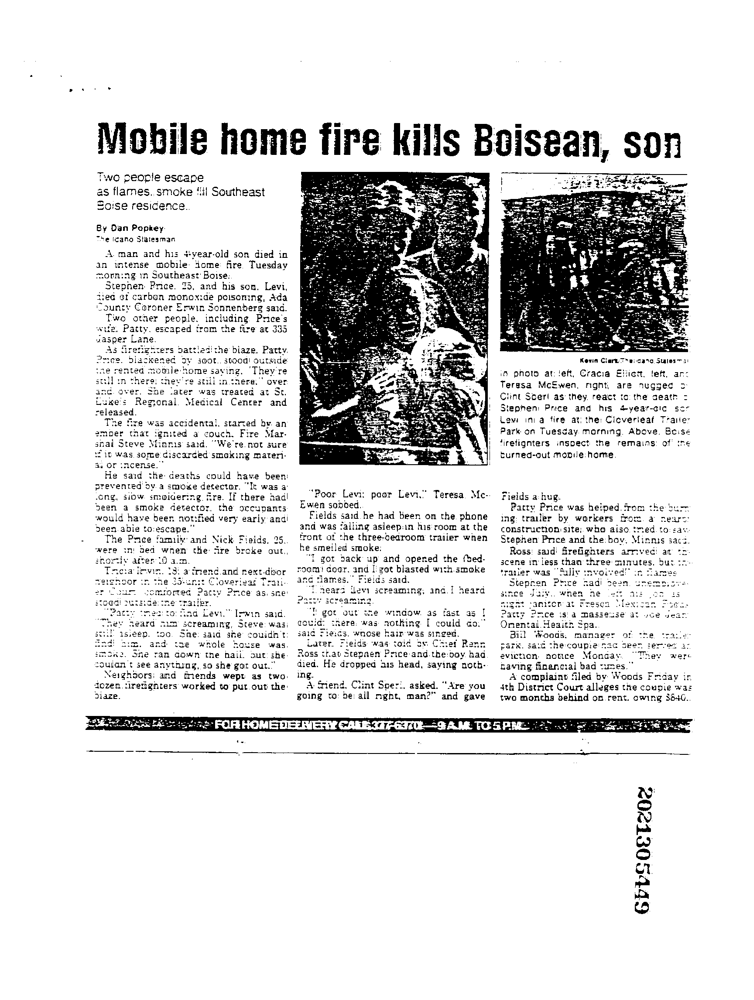 Mobile home fire kills Boisean, son
Two people escape
as flames, smoke fill Southeast
Boise residence.
By Dan Popkey
The Idaho Statesman
A man and his 4-year-old son died in
an intense mobile home fire Tuesday
morning in Southeast Boise.
Stephen Price, 25, and his son, Levi,
died of carbon monoxide poisoning, Ada
County Coroner Erwin Sonnenberg said.
Two other people, including Price's
wife, Patty, escaped from the fire at 335
Jasper Lane.
As firefighters battled the blaze, Patty
Price, blackened by soot, stood outside
the rented mobile home saying, "They're
still in there; they're still in there," over
and over. She later was treated at St.
Luke's Regional Medical Center and
released.
The fire was accidental, started by an
ember that ignited a couch, Fire Mar-
shal Steve Minnis said. "We're not sure
if it was some discarded smoking materi-
al or incense."
He said the deaths could have been
prevented by a smoke detector. "It was a
long, slow smoldering fire. If there had
been a smoke detector, the occupants
would have been notified very early and
been able to escape."
The Price family and Nick Fields, 25,
were in bed when the fire broke out,
shortly after 10 a.m.
Tricia Irwin, 18, a friend and next-door
neighbor in the 35-unit Cloverleaf Trail-
er Court, comforted Patty Price as she
stood outside the trailer.
"Patty tried to find Levi," Irwin said.
"They heard him screaming, Steve was
still asleep, too. She said she couldn't
find him, and the whole house was
smoke. She ran down the hall, but she
couldn't see anything, so she got out."
Neighbors and friends wept as two
dozen firefighters worked to put out the
blaze.
"Poor Levi; poor Levi," Teresa Mc-
Ewen sobbed.
Fields said he had been on the phone
and was falling asleep in his room at the
front of the three-bedroom trailer when
he smelled smoke.
"I got back up and opened the (bed-
room) door, and I got blasted with smoke
and flames," Fields said.
"I heard Levi screaming, and I heard
Patty screaming.
"I got out the window as fast as I
could; there was nothing I could do,"
said Fields, whose hair was singed.
Later, Fields was told by Chief Renn
Ross that Stephen Price and the boy had
died. He dropped his head, saying noth-
ing.
A friend, Clint Sperl, asked, "Are you
going to be all right, man?" and gave
Kevin Clark/The Idaho Statesma
in photo at left, Gracia Elliott, left, and
Teresa McEwen, right, are hugged b
Clint Sperl as they react to the death o
Stephen Price and his 4-year-old son
Levi in a fire at the Cloverleaf Trailer
Park on Tuesday morning. Above, Boise
firefighters inspect the remains of the
burned-out mobile home.
Fields a hug.
Patty Price was helped from the burn
ing trailer by workers from a nearby
construction site, who also tried to save
Stephen Price and the boy, Minnis said.
Ross said firefighters arrived at the
scene in less than three minutes, but the
trailer was "fully involved" in flames.
Stephen Price had been unemployed
since July, when he left his job as
night janitor at Fresca Mexican Foods
Patty Price is a masseuse at
Oriental Health Spa.
Bill Woods, manager of the trailer
park, said the couple had been served an
eviction notice Monday. "They were
having financial bad times."
A complaint filed by Woods Friday in
4th District Court alleges the couple was
two months behind on rent, owing $840.
FOR HOME DELIVERY CALL 377-6370 — 9 A.M. TO 5 P.M.
2021305449